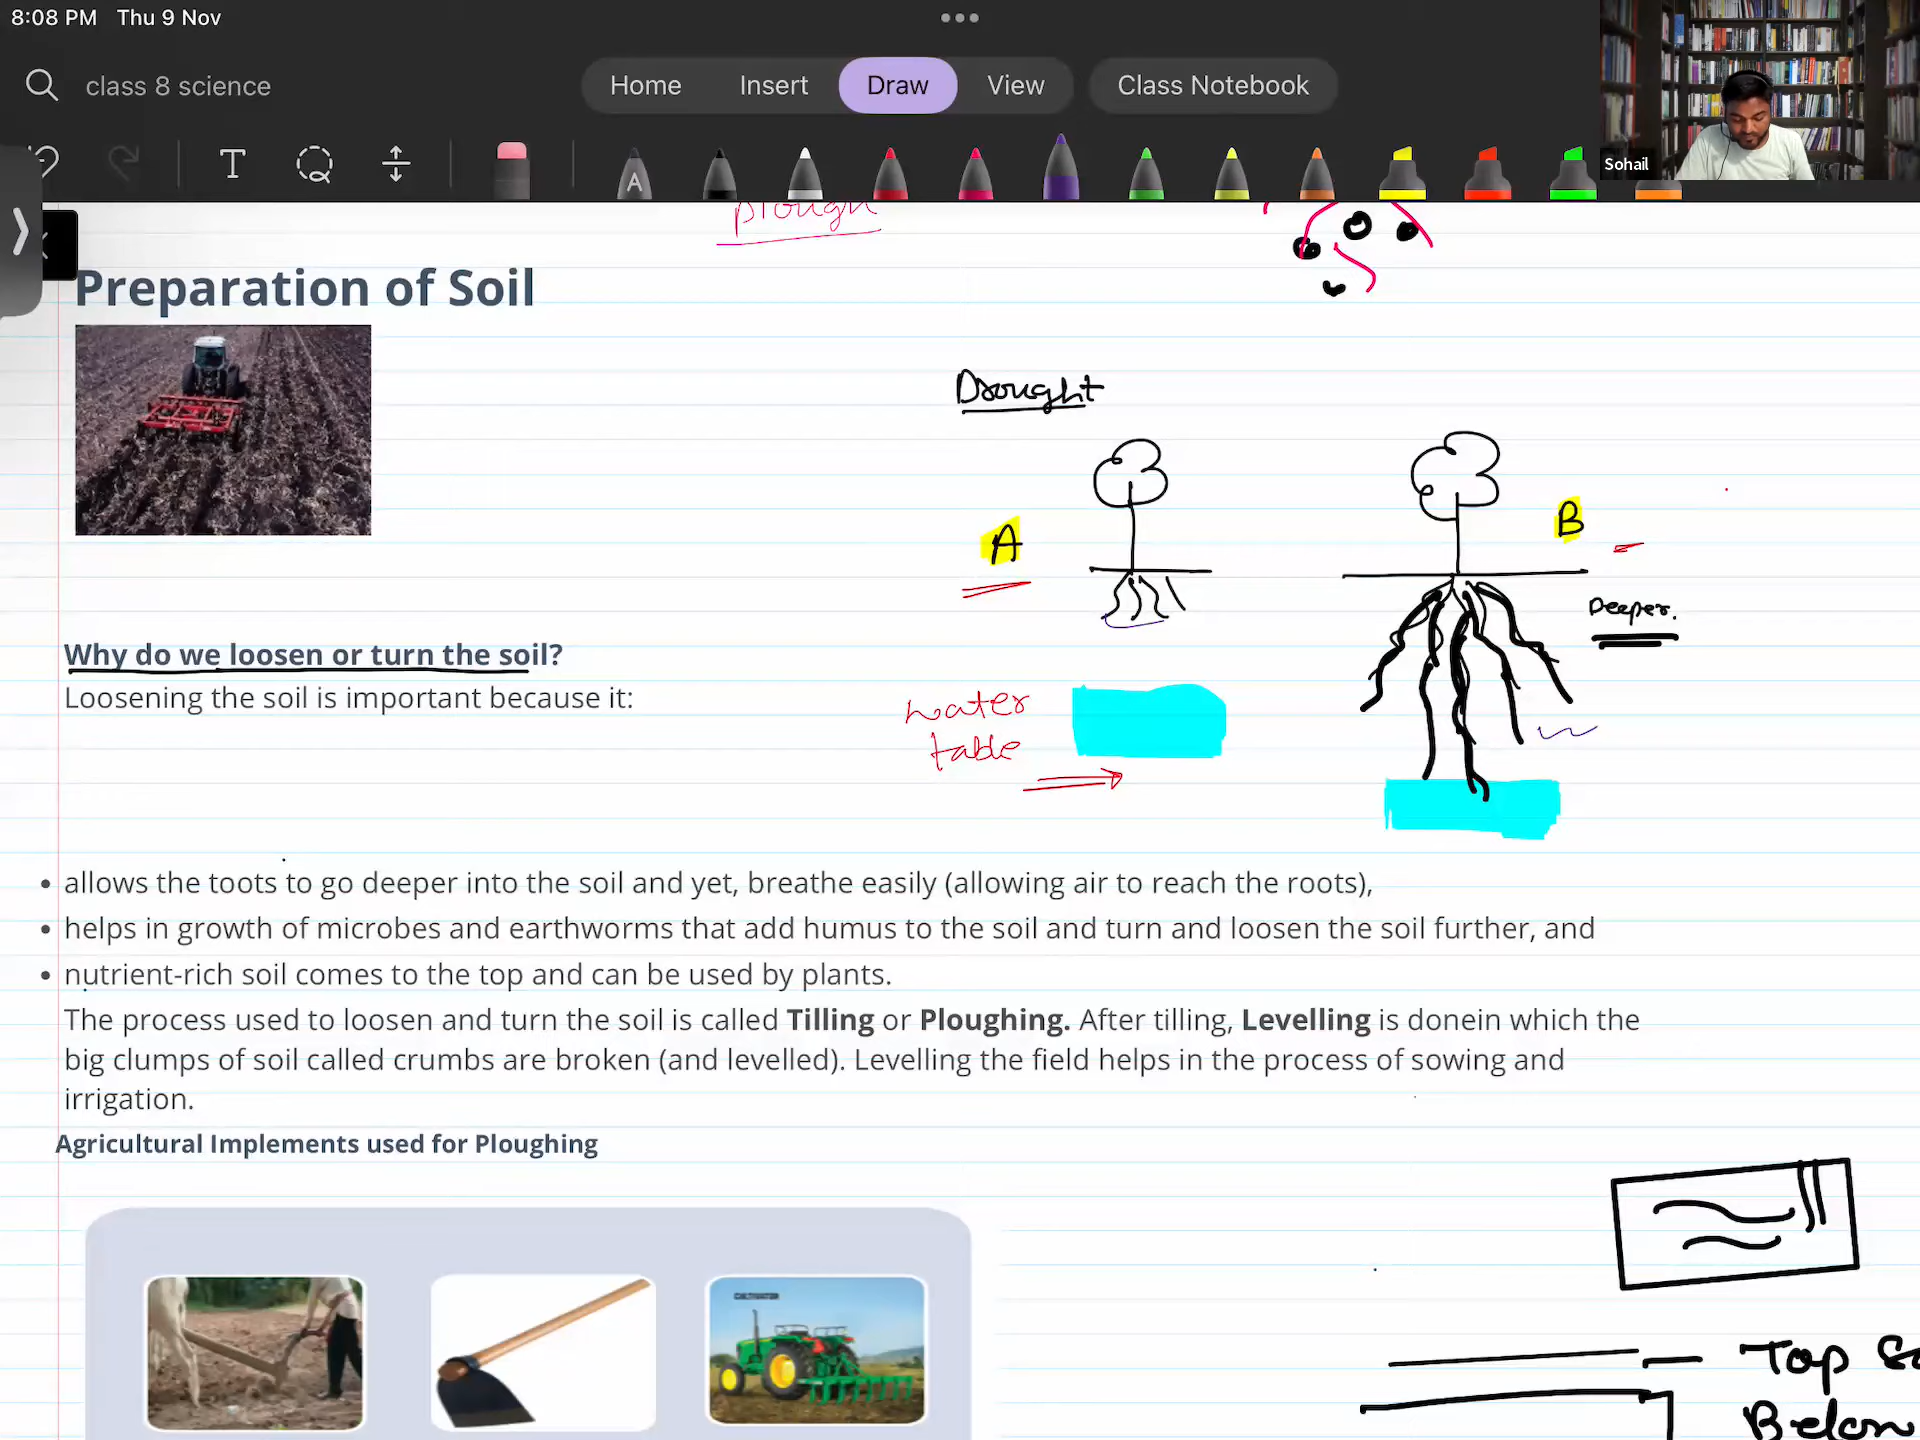 8:08 PM Thu 9 Nov
class 8 science
Home Insert Draw View Class Notebook
T
A
Sohail
plough
Preparation of Soil
Drought
A
B
Deeper.
Why do we loosen or turn the soil?
Loosening the soil is important because it:
water
table
allows the toots to go deeper into the soil and yet, breathe easily (allowing air to reach the roots),
helps in growth of microbes and earthworms that add humus to the soil and turn and loosen the soil further, and
nutrient-rich soil comes to the top and can be used by plants.
The process used to loosen and turn the soil is called Tilling or Ploughing. After tilling, Levelling is donein which the
big clumps of soil called crumbs are broken (and levelled). Levelling the field helps in the process of sowing and
irrigation.
Agricultural Implements used for Ploughing
CULTIVATOR
Top
Below